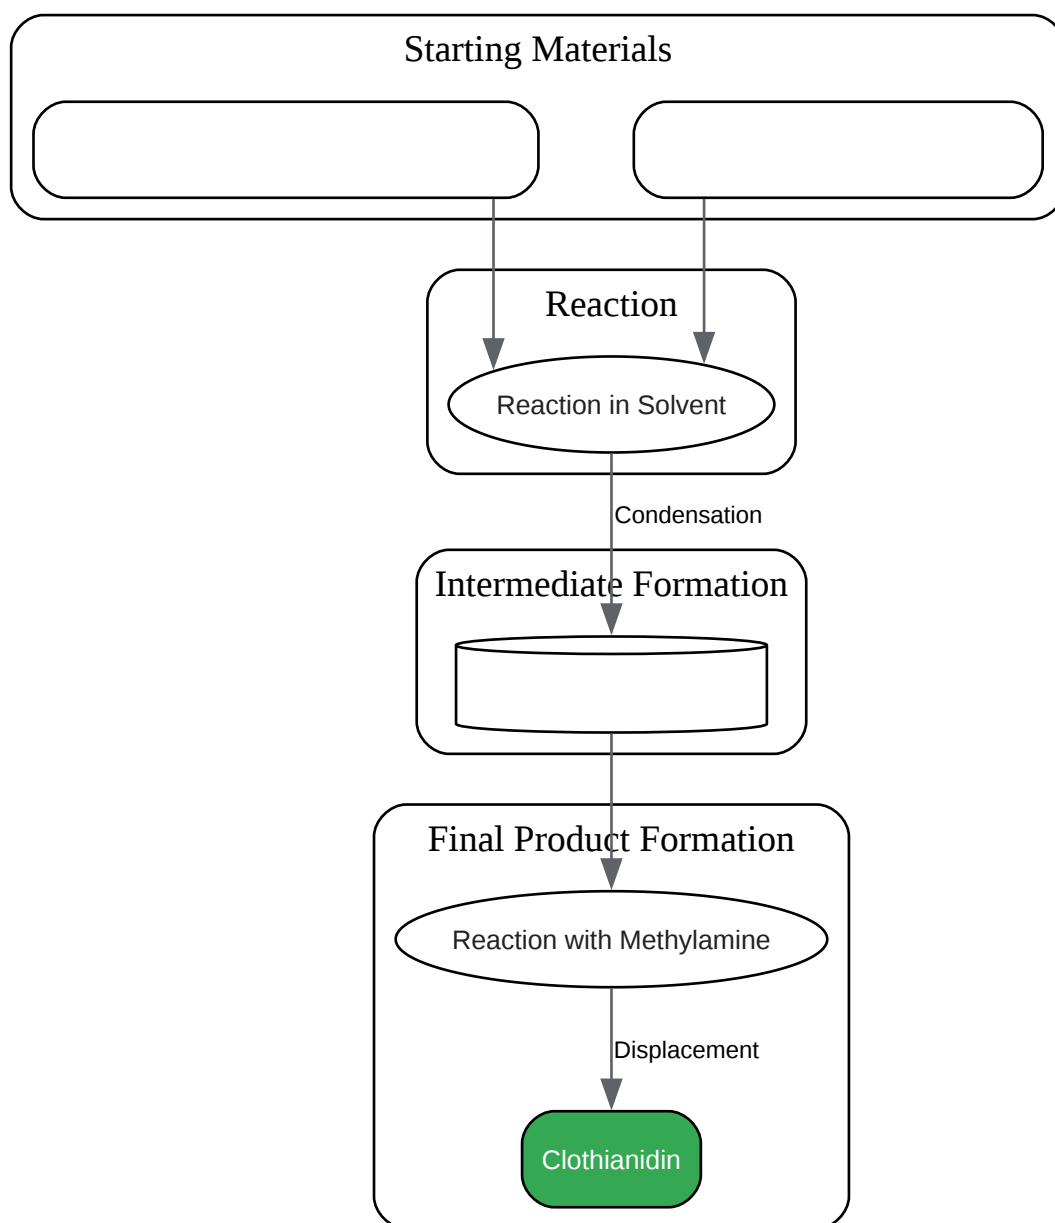 Starting Materials
Reaction
Reaction in Solvent
Condensation
Intermediate Formation
Final Product Formation
Reaction with Methylamine
Displacement
Clothianidin